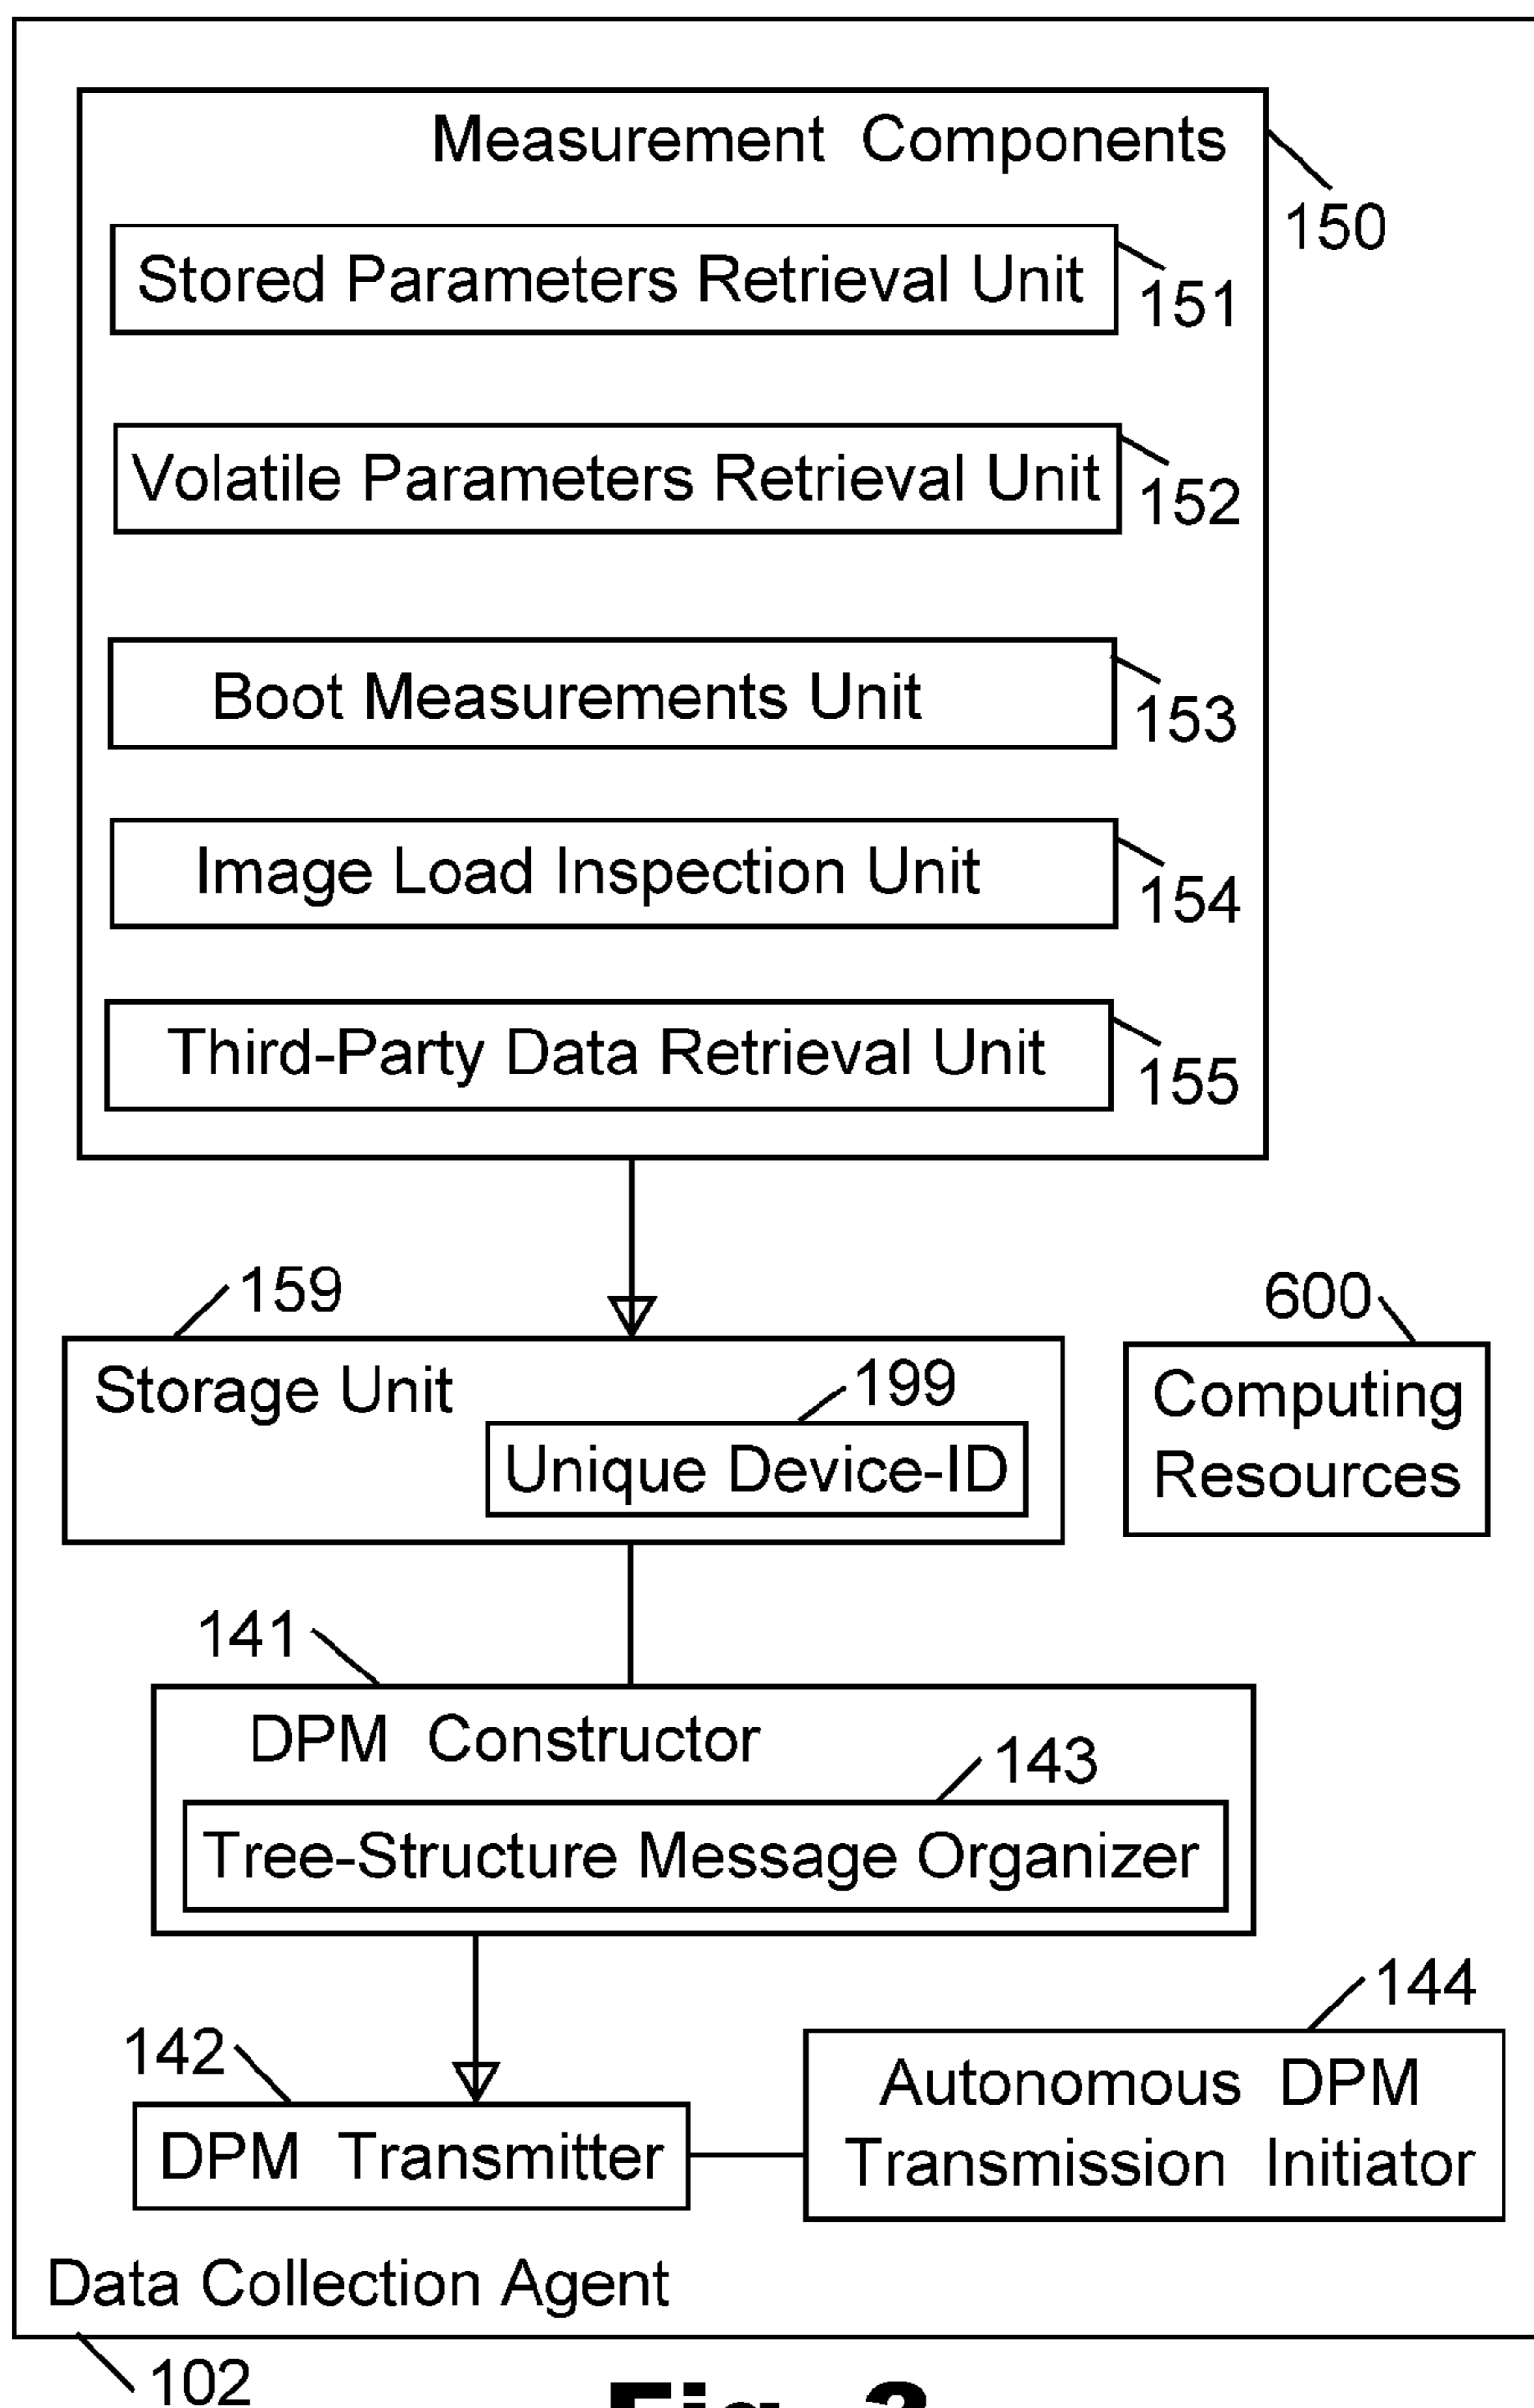 Measurement Components
150
Stored Parameters Retrieval Unit
151
Volatile Parameters Retrieval Unit
152
Boot Measurements Unit
153
Image Load Inspection Unit
154
Third-Party Data Retrieval Unit
155
159
600
Storage Unit
199
Unique Device-ID
Computing
Resources
141
DPM Constructor
143
Tree-Structure Message Organizer
144
142
Autonomous DPM
Transmission Initiator
DPM Transmitter
Data Collection Agent
102